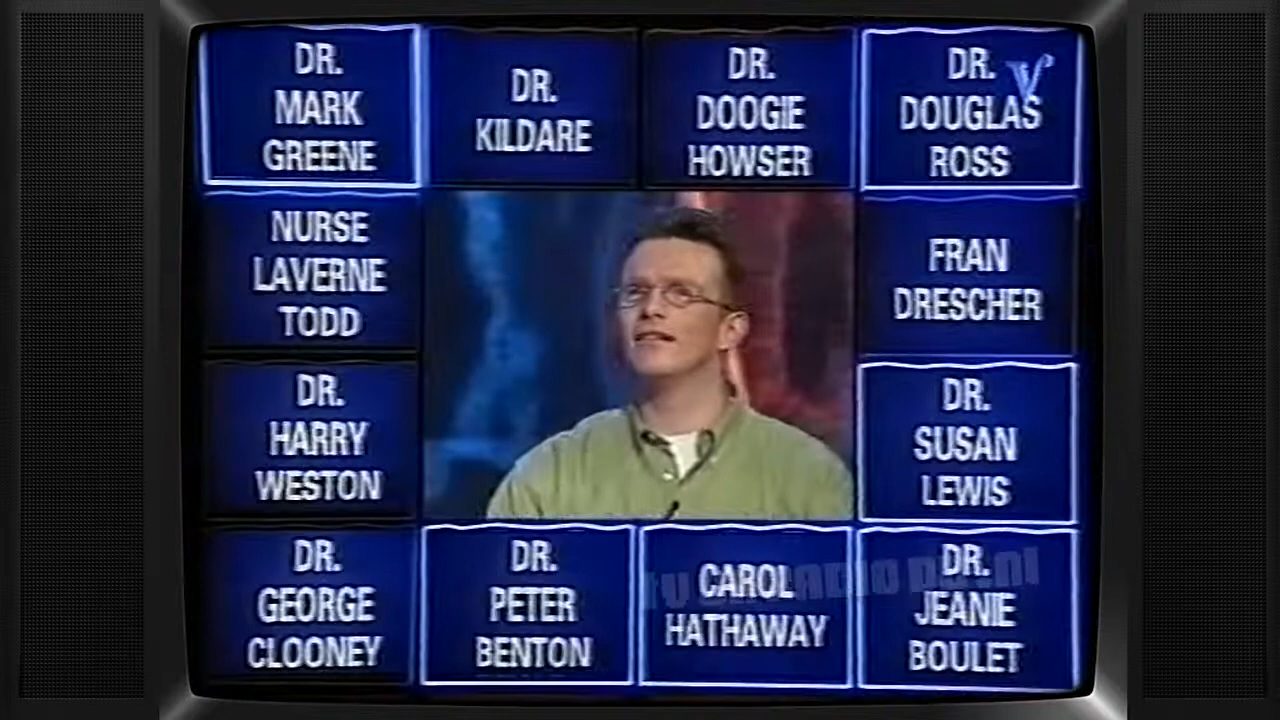 DR.
MARK
GREENE
DR.
KILDARE
DR.
DOOGIE
HOWSER
DR.
DOUGLAS
ROSS
V
NURSE
LAVERNE
TODD
FRAN
DRESCHER
DR.
HARRY
WESTON
DR.
SUSAN
LEWIS
DR.
GEORGE
CLOONEY
DR.
PETER
BENTON
CAROL
HATHAWAY
DR.
JEANIE
BOULET